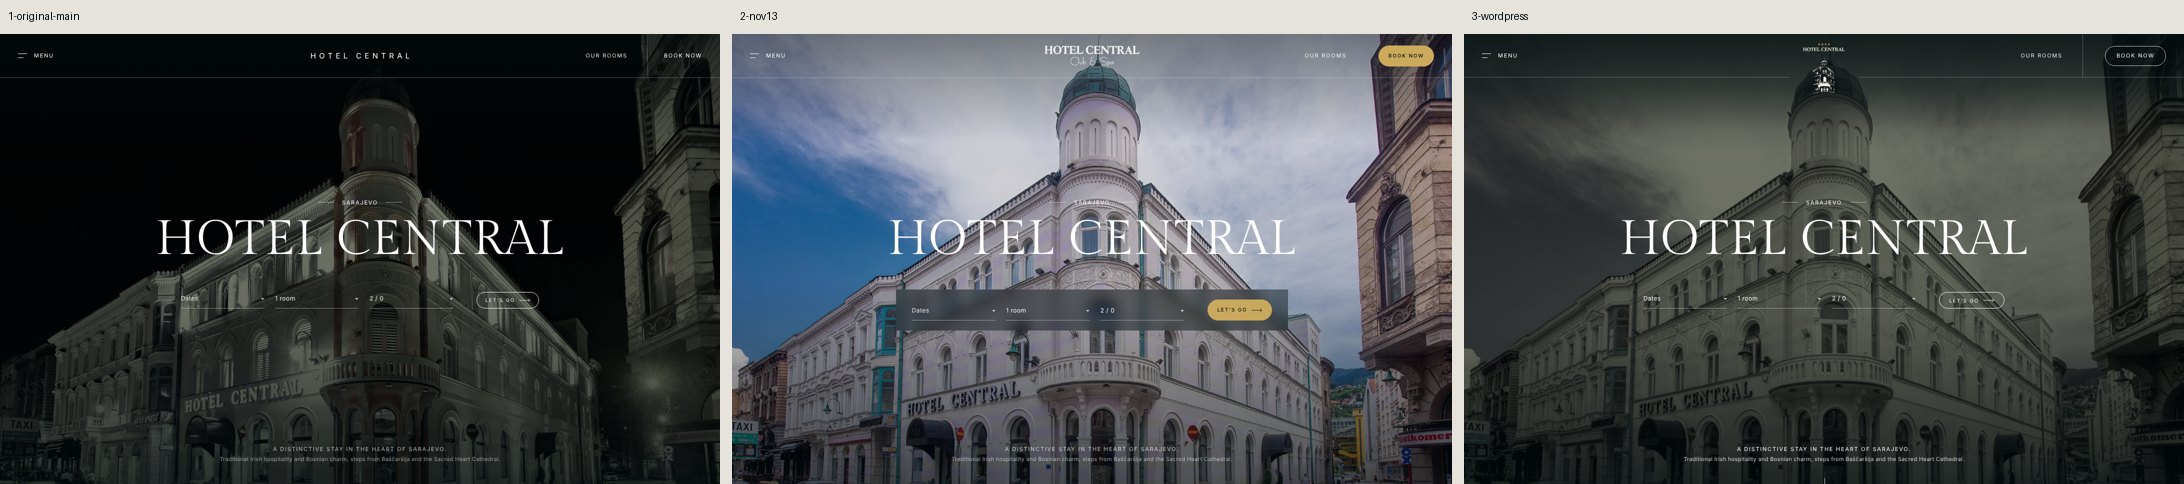 1-original-main
MENU
HOTEL CENTRAL
OUR ROOMS
BOOK NOW
SARAJEVO
HOTEL CENTRAL
Dates
1 room
2 / 0
LET'S GO
HOTEL CENTRAL
TAXI
A DISTINCTIVE STAY IN THE HEART OF SARAJEVO.
Traditional Irish hospitality and Bosnian charm, steps from Baščaršija and the Sacred Heart Cathedral.
2-nov13
MENU
HOTEL CENTRAL
Club & Spa
OUR ROOMS
BOOK NOW
SARAJEVO
HOTEL CENTRAL
Dates
1 room
2 / 0
LET'S GO
HOTEL CENTRAL
TAXI
A DISTINCTIVE STAY IN THE HEART OF SARAJEVO.
Traditional Irish hospitality and Bosnian charm, steps from Baščaršija and the Sacred Heart Cathedral.
3-wordpress
MENU
HOTEL CENTRAL
OUR ROOMS
BOOK NOW
SARAJEVO
HOTEL CENTRAL
Dates
1 room
2 / 0
LET'S GO
HOTEL CENTRAL
TAXI
A DISTINCTIVE STAY IN THE HEART OF SARAJEVO.
Traditional Irish hospitality and Bosnian charm, steps from Baščaršija and the Sacred Heart Cathedral.